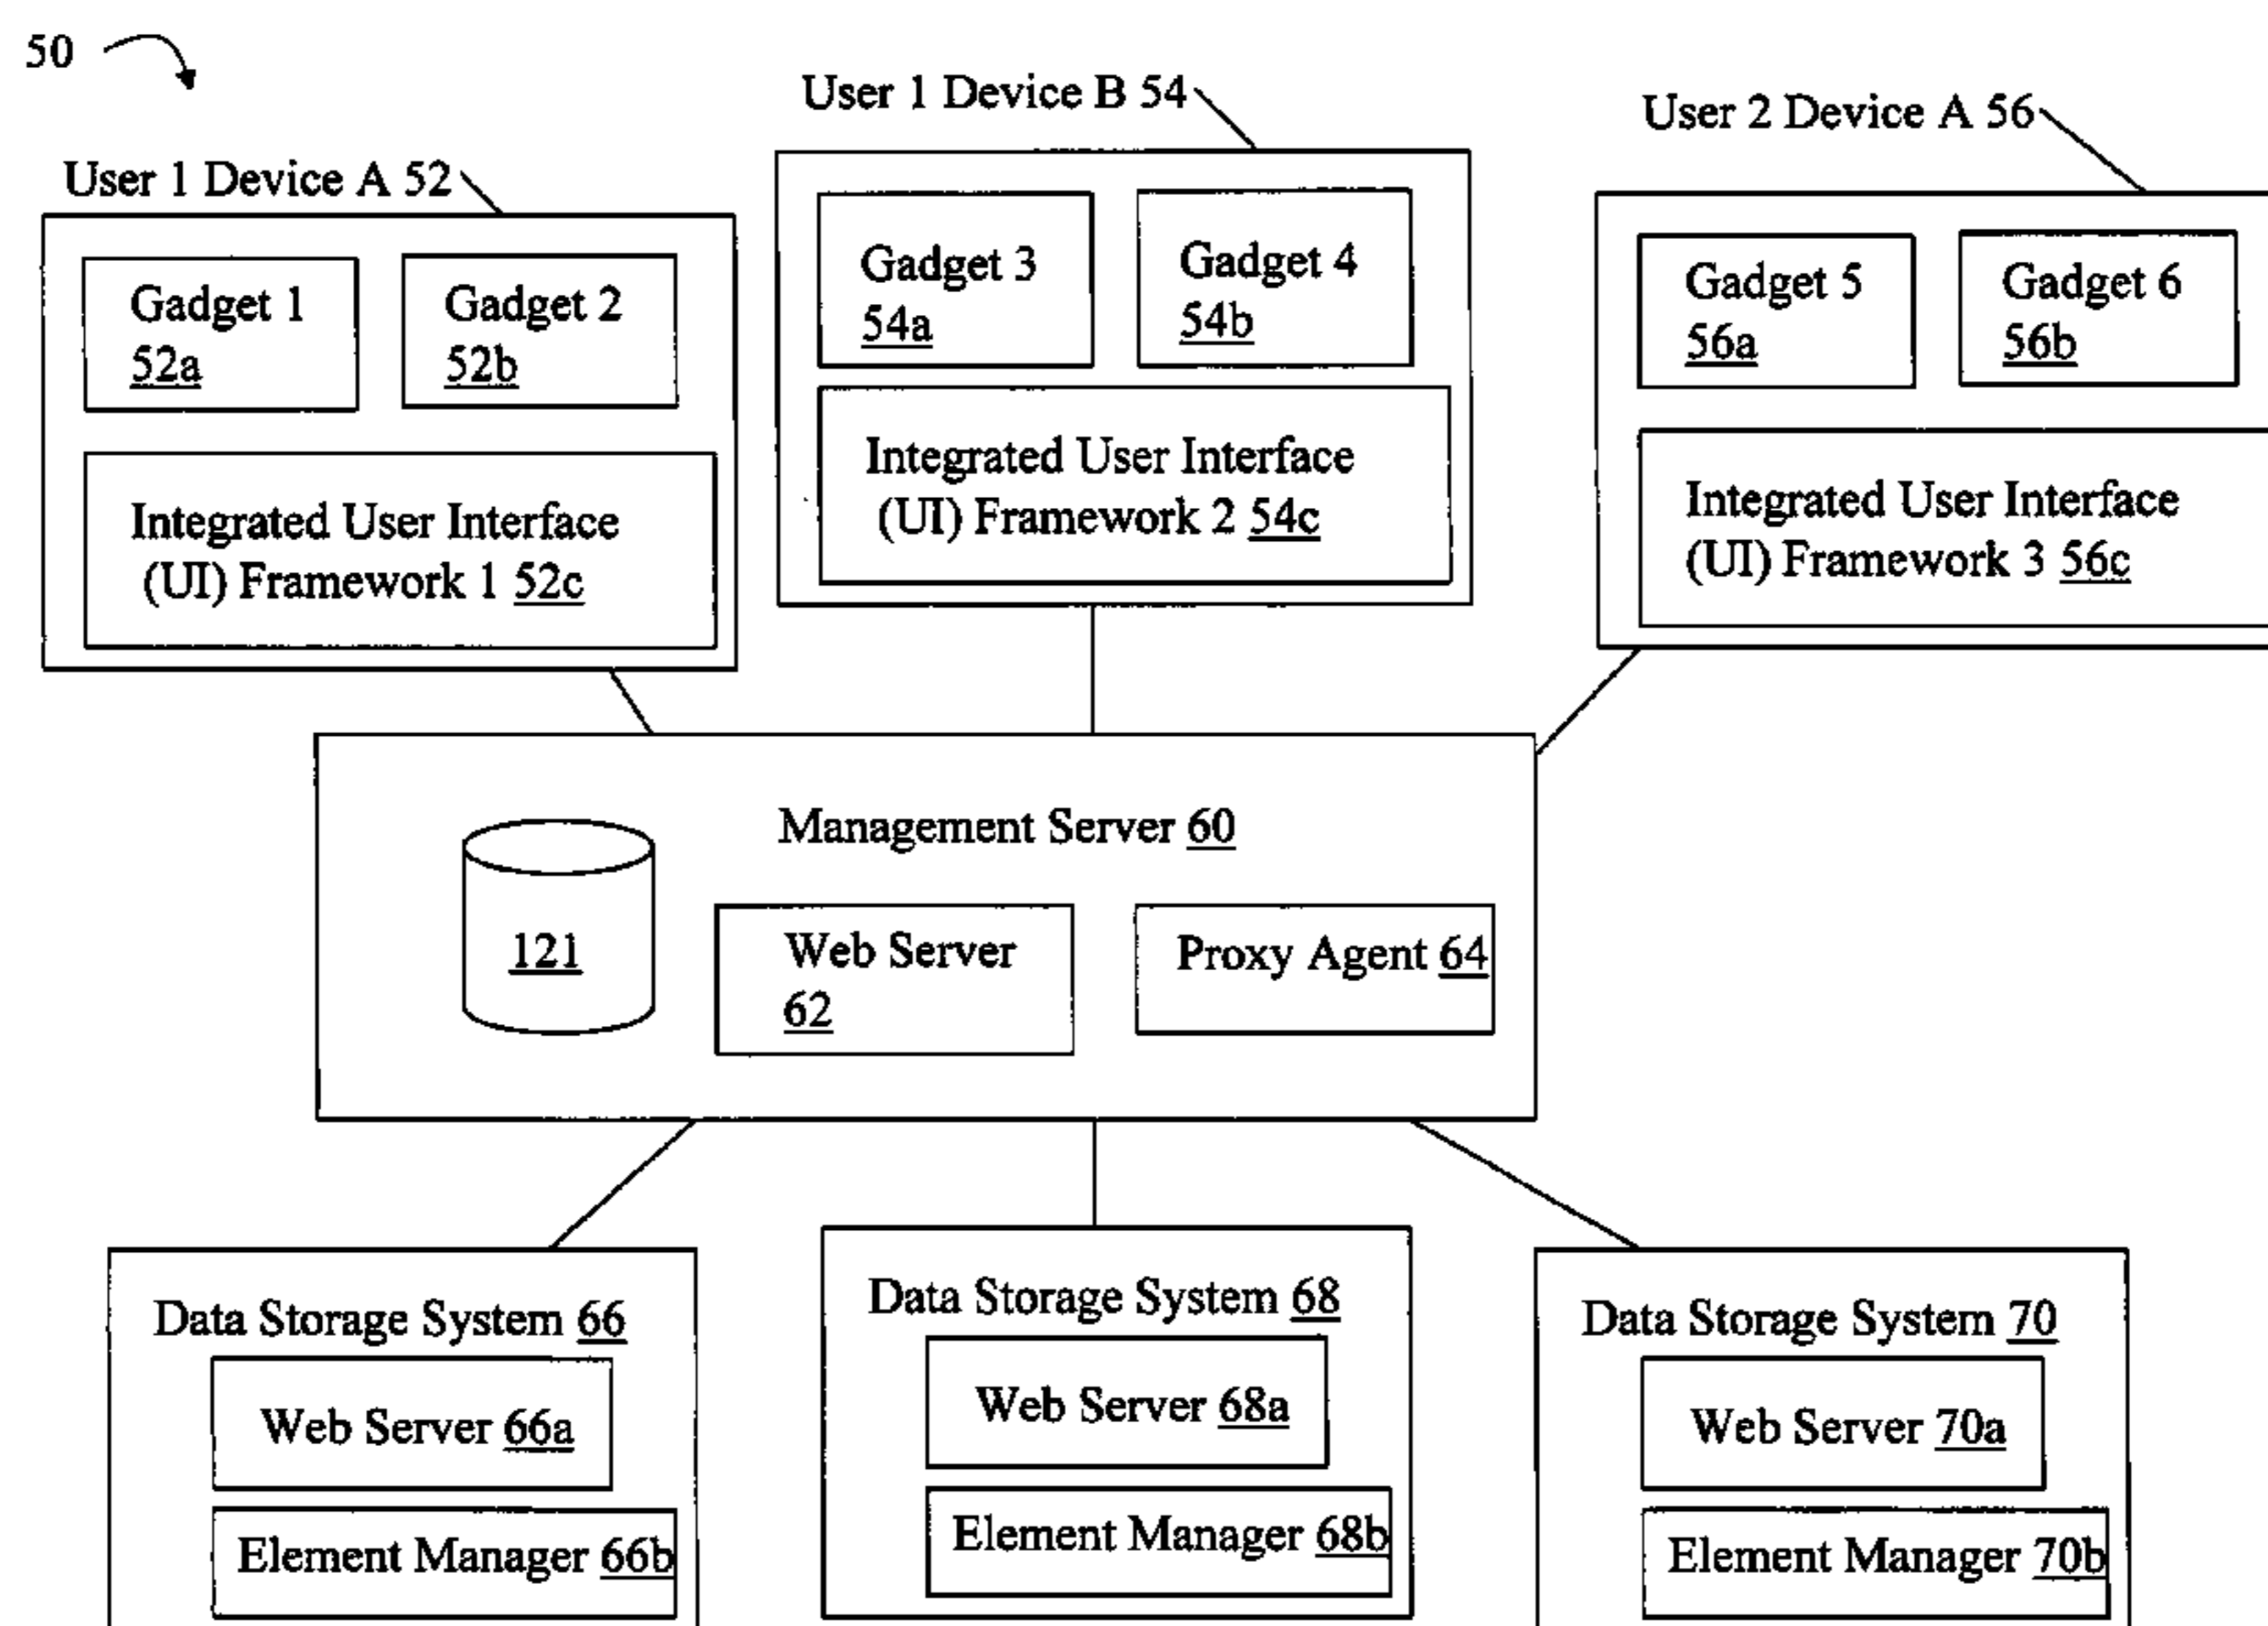 50
User 1 Device A 52
Gadget 1
52a
Gadget 2
52b
Integrated User Interface
(UI) Framework 1 52c
User 1 Device B 54
Gadget 3
54a
Gadget 4
54b
Integrated User Interface
(UI) Framework 2 54c
User 2 Device A 56
Gadget 5
56a
Gadget 6
56b
Integrated User Interface
(UI) Framework 3 56c
Management Server 60
121
Web Server
62
Proxy Agent 64
Data Storage System 66
Web Server 66a
Element Manager 66b
Data Storage System 68
Web Server 68a
Element Manager 68b
Data Storage System 70
Web Server 70a
Element Manager 70b